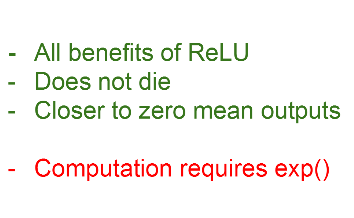 - All benefits of ReLU
- Does not die
- Closer to zero mean outputs
- Computation requires exp()